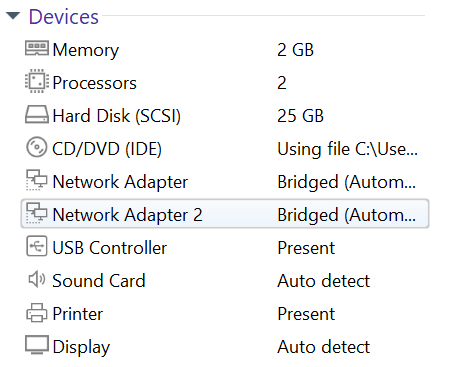 Devices
Memory 2 GB
Processors 2
Hard Disk (SCSI) 25 GB
CD/DVD (IDE) Using file C:\Use...
Network Adapter Bridged (Autom...
Network Adapter 2 Bridged (Autom...
USB Controller Present
Sound Card Auto detect
Printer Present
Display Auto detect